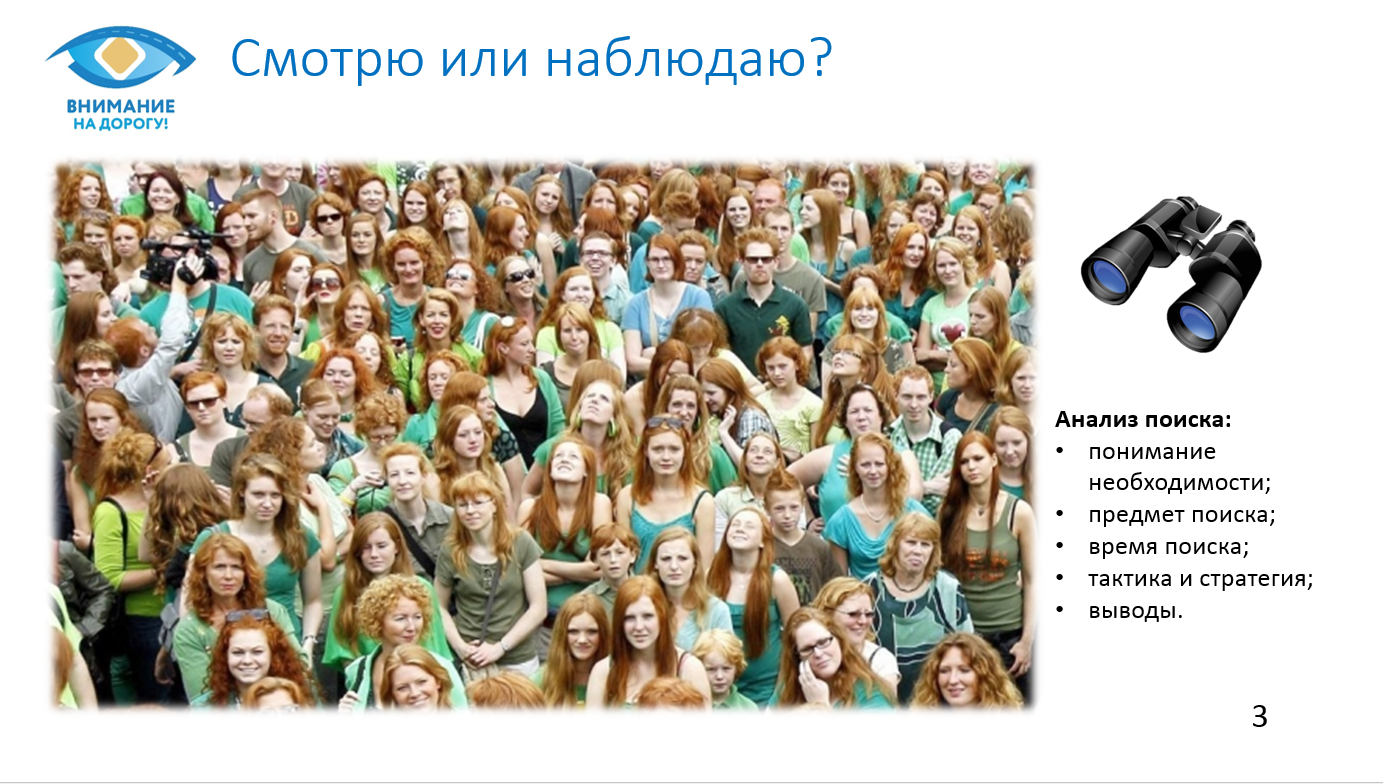 Смотрю или наблюдаю?
ВНИМАНИЕ
НА ДОРОГУ!
Анализ поиска:
• понимание
необходимости;
• предмет поиска;
• время поиска;
• тактика и стратегия;
• выводы.
3